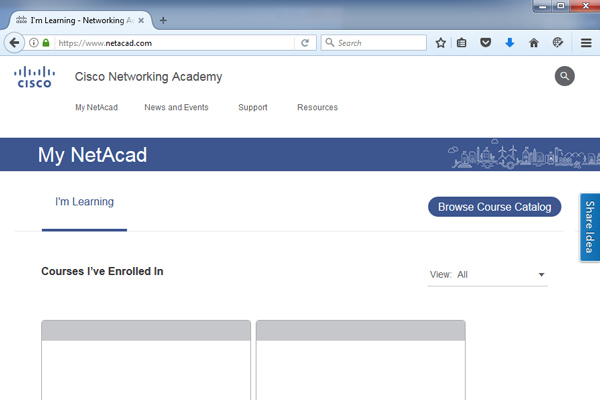 I'm Learning - Networking Ac
https://www.netacad.com
Search
CISCO
Cisco Networking Academy
My NetAcad
News and Events
Support
Resources
My NetAcad
I'm Learning
Browse Course Catalog
Share Idea
Courses I've Enrolled In
View: All